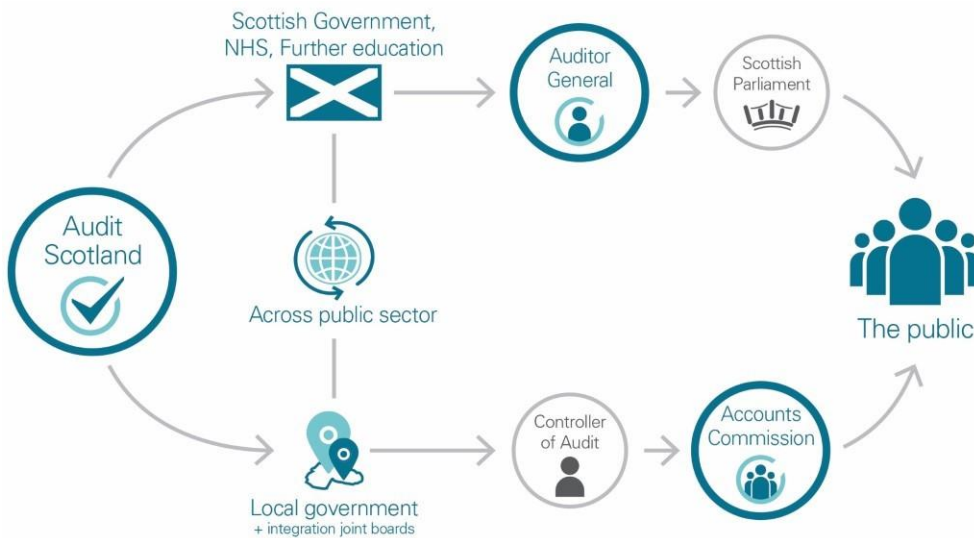 Scottish Government,
NHS, Further education
Auditor
General
Scottish
Parliament
Audit
Scotland
Across public sector
The public
Local government
+ integration joint boards
Controller
of Audit
Accounts
Commission